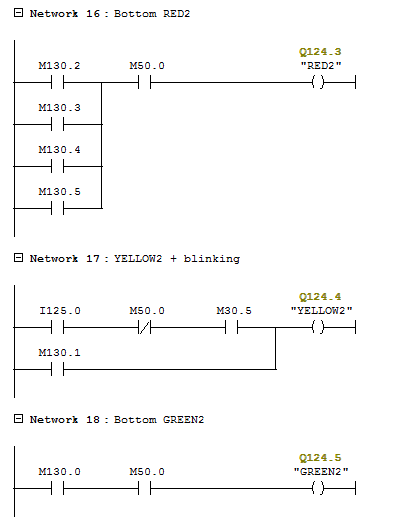 Network 16 : Bottom RED2
Q124.3
M130.2 M50.0 "RED2"
M130.3
M130.4
M130.5
Network 17 : YELLOW2 + blinking
Q124.4
I125.0 M50.0 M30.5 "YELLOW2"
M130.1
Network 18 : Bottom GREEN2
Q124.5
M130.0 M50.0 "GREEN2"